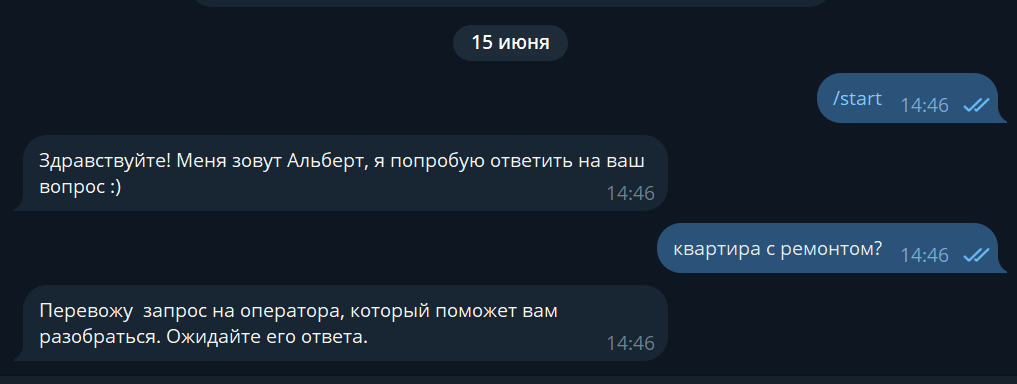 15 июня
/start 14:46
Здравствуйте! Меня зовут Альберт, я попробую ответить на ваш
вопрос :) 14:46
квартира с ремонтом? 14:46
Перевожу  запрос на оператора, который поможет вам
разобраться. Ожидайте его ответа. 14:46